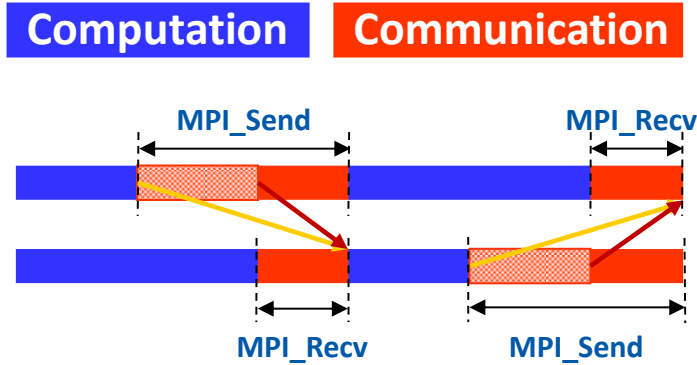 Computation
Communication
MPI_Send
MPI_Recv
MPI_Recv
MPI_Send